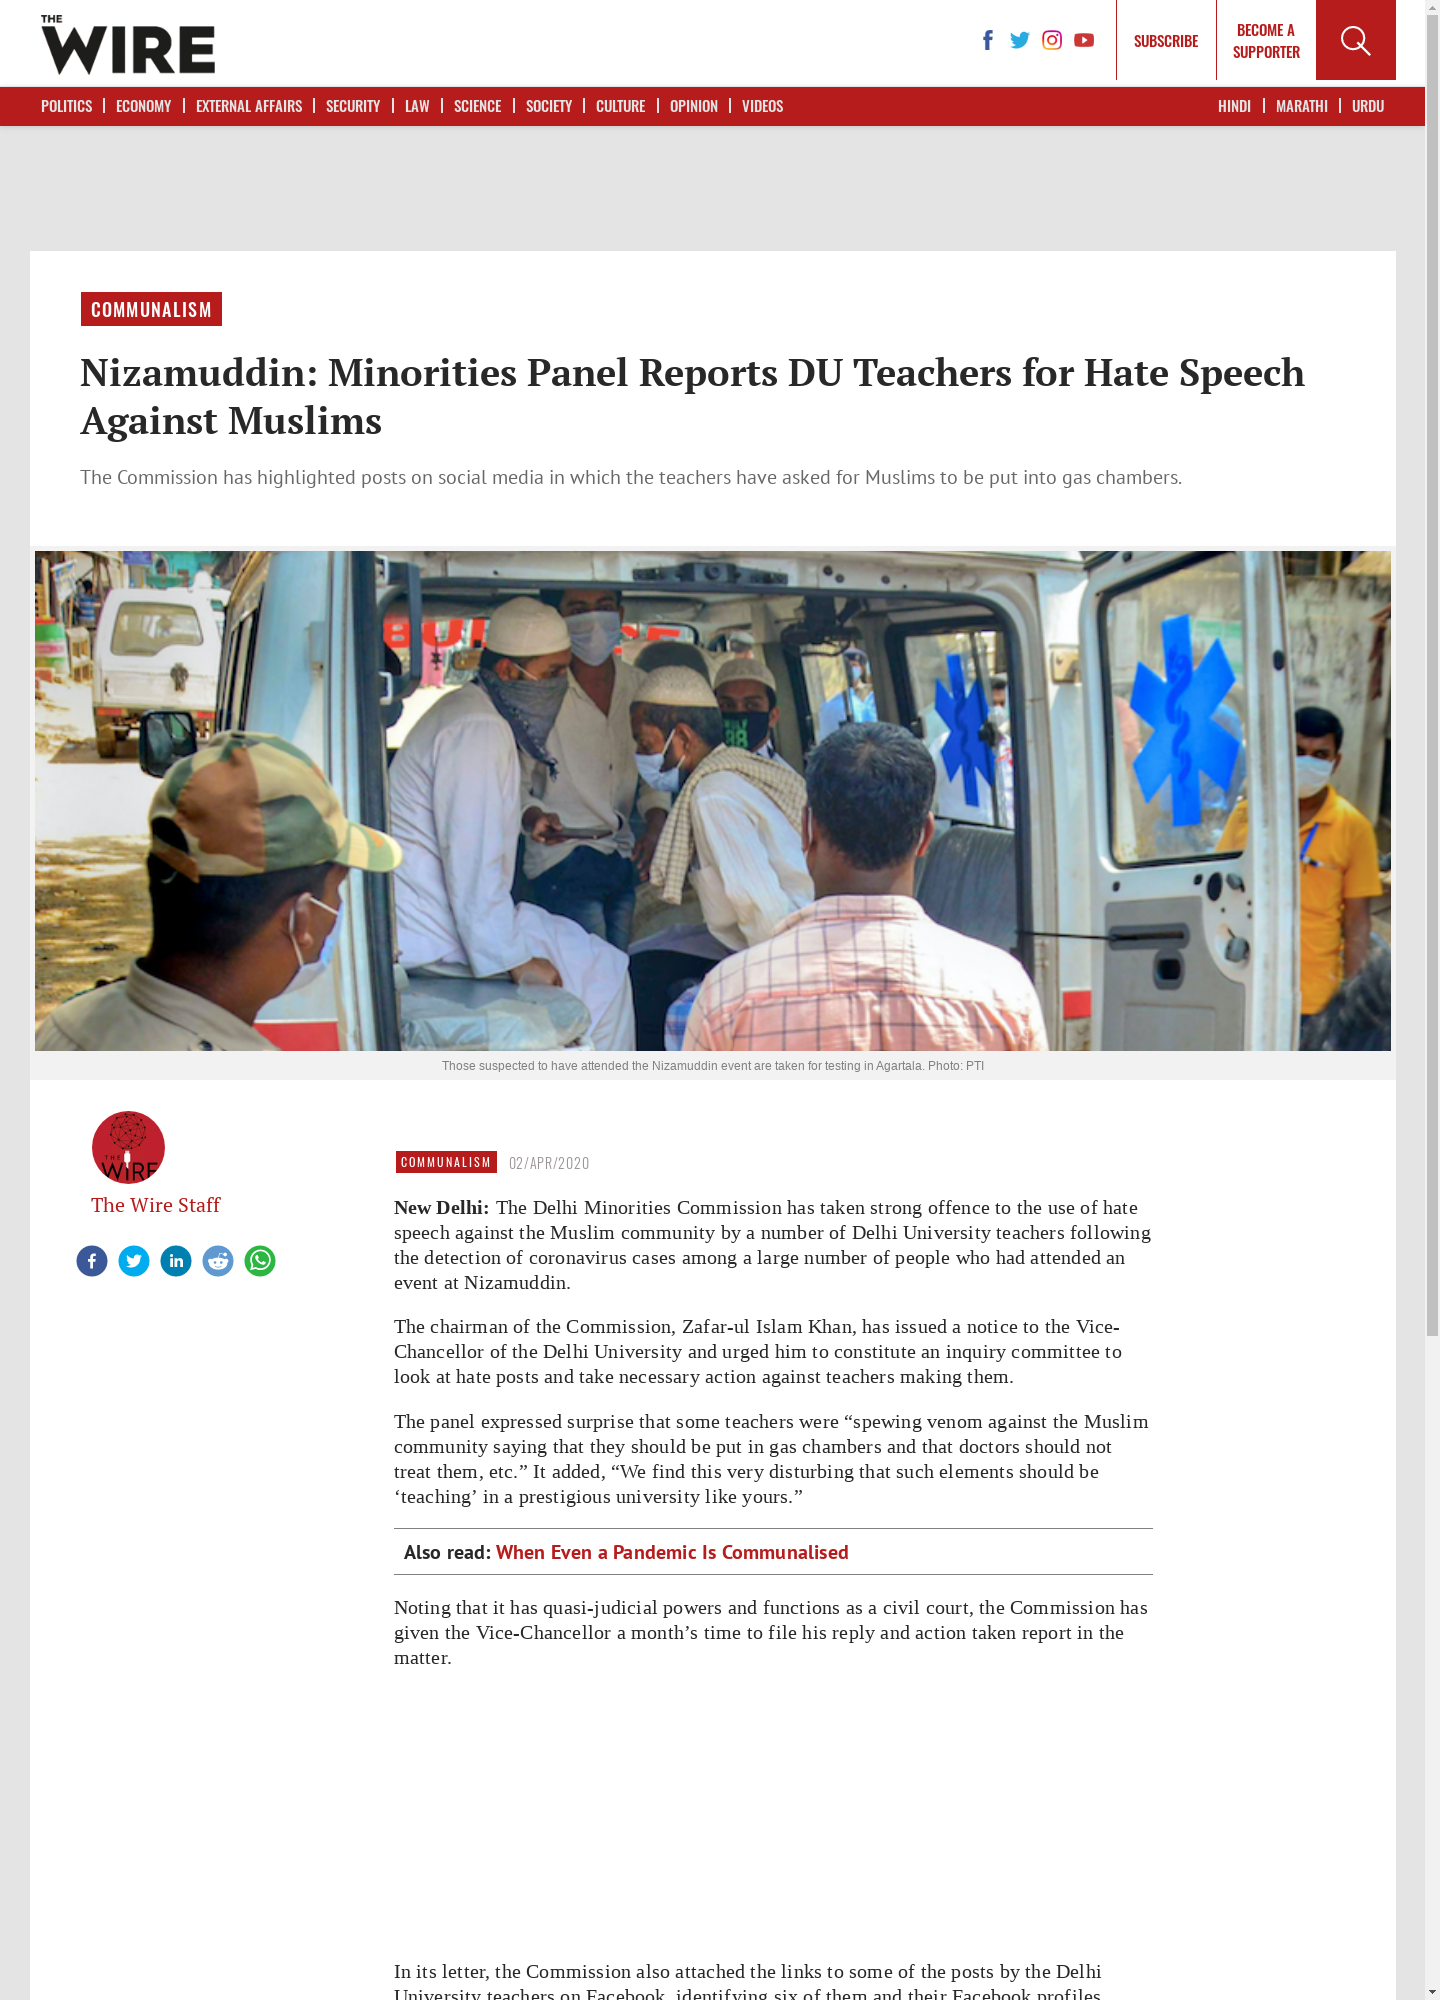 THE
WIRE
SUBSCRIBE
BECOME A
SUPPORTER
POLITICS
ECONOMY
EXTERNAL AFFAIRS
SECURITY
LAW
SCIENCE
SOCIETY
CULTURE
OPINION
VIDEOS
HINDI
MARATHI
URDU
COMMUNALISM
Nizamuddin: Minorities Panel Reports DU Teachers for Hate Speech
Against Muslims
The Commission has highlighted posts on social media in which the teachers have asked for Muslims to be put into gas chambers.
Those suspected to have attended the Nizamuddin event are taken for testing in Agartala. Photo: PTI
THE
WIRE
The Wire Staff
COMMUNALISM 02/APR/2020
New Delhi: The Delhi Minorities Commission has taken strong offence to the use of hate
speech against the Muslim community by a number of Delhi University teachers following
the detection of coronavirus cases among a large number of people who had attended an
event at Nizamuddin.
The chairman of the Commission, Zafar-ul Islam Khan, has issued a notice to the Vice-
Chancellor of the Delhi University and urged him to constitute an inquiry committee to
look at hate posts and take necessary action against teachers making them.
The panel expressed surprise that some teachers were “spewing venom against the Muslim
community saying that they should be put in gas chambers and that doctors should not
treat them, etc.” It added, “We find this very disturbing that such elements should be
‘teaching’ in a prestigious university like yours.”
Also read: When Even a Pandemic Is Communalised
Noting that it has quasi-judicial powers and functions as a civil court, the Commission has
given the Vice-Chancellor a month’s time to file his reply and action taken report in the
matter.
In its letter, the Commission also attached the links to some of the posts by the Delhi
University teachers on Facebook, identifying six of them and their Facebook profiles.